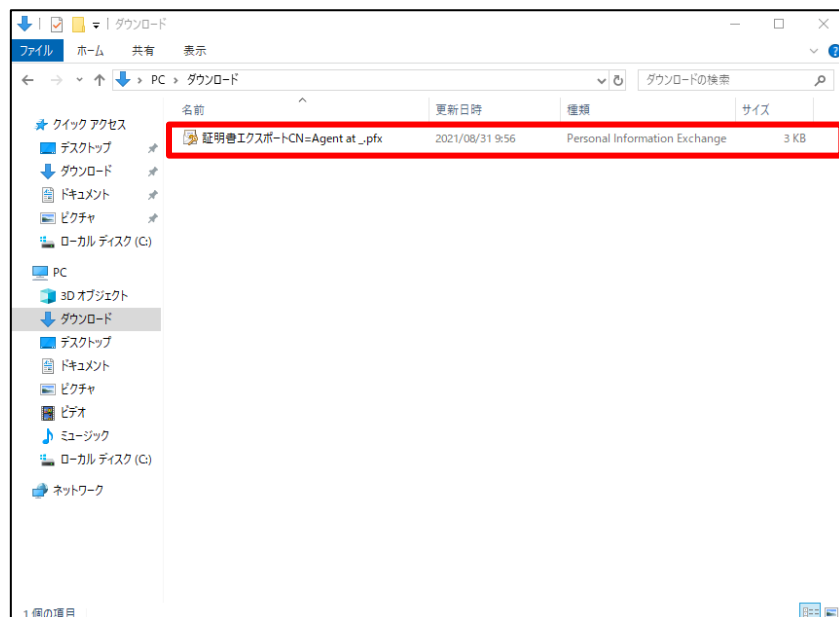 ダウンロード
ファイル ホーム 共有 表示
PC ダウンロード ダウンロードの検索
名前 更新日時 種類 サイズ
証明書エクスポートCN=Agent at _.pfx 2021/08/31 9:56 Personal Information Exchange 3 KB
クイック アクセス
デスクトップ
ダウンロード
ドキュメント
ピクチャ
ローカル ディスク (C:)
PC
3D オブジェクト
ダウンロード
デスクトップ
ドキュメント
ピクチャ
ビデオ
ミュージック
ローカル ディスク (C:)
ネットワーク
1 個の項目